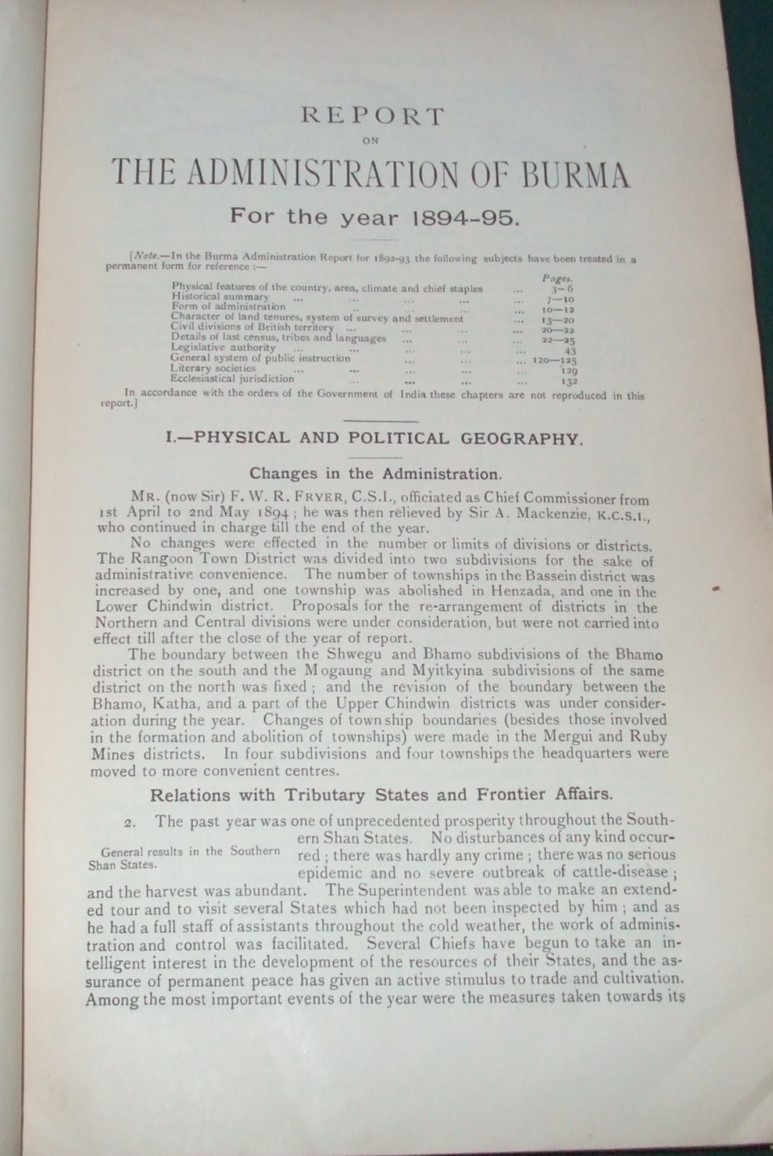 REPORT
ON
THE ADMINISTRATION OF BURMA
For the year 1894-95.
[Note.—In the Burma Administration Report for 1892-93 the following subjects have been treated in a
permanent form for reference :—
Pages.
Physical features of the country, area, climate and chief staples ... 3—6
Historical summary ... ... ... ... ... 7—10
Form of administration ... ... ... ... 10—12
Character of land tenures, system of survey and settlement ... 13—20
Civil divisions of British territory ... ... ... ... 20—22
Details of last census, tribes and languages ... ... ... 22—25
Legislative authority ... ... ... ... ... 43
General system of public instruction ... ... ... 120—125
Literary societies ... ... ... ... ... 129
Ecclesiastical jurisdiction ... ... ... ... 132
In accordance with the orders of the Government of India these chapters are not reproduced in this
report.]
I.—PHYSICAL AND POLITICAL GEOGRAPHY.
Changes in the Administration.
MR. (now Sir) F. W. R. FRYER, C.S.I., officiated as Chief Commissioner from
1st April to 2nd May 1894 ; he was then relieved by Sir A. Mackenzie, K.C.S.I.,
who continued in charge till the end of the year.
No changes were effected in the number or limits of divisions or districts.
The Rangoon Town District was divided into two subdivisions for the sake of
administrative convenience. The number of townships in the Bassein district was
increased by one, and one township was abolished in Henzada, and one in the
Lower Chindwin district. Proposals for the re-arrangement of districts in the
Northern and Central divisions were under consideration, but were not carried into
effect till after the close of the year of report.
The boundary between the Shwegu and Bhamo subdivisions of the Bhamo
district on the south and the Mogaung and Myitkyina subdivisions of the same
district on the north was fixed ; and the revision of the boundary between the
Bhamo, Katha, and a part of the Upper Chindwin districts was under consider-
ation during the year. Changes of township boundaries (besides those involved
in the formation and abolition of townships) were made in the Mergui and Ruby
Mines districts. In four subdivisions and four townships the headquarters were
moved to more convenient centres.
Relations with Tributary States and Frontier Affairs.
2. The past year was one of unprecedented prosperity throughout the South-
ern Shan States. No disturbances of any kind occur-
General results in the Southern
Shan States.
red ; there was hardly any crime ; there was no serious
epidemic and no severe outbreak of cattle-disease ;
and the harvest was abundant. The Superintendent was able to make an extend-
ed tour and to visit several States which had not been inspected by him ; and as
he had a full staff of assistants throughout the cold weather, the work of adminis-
tration and control was facilitated. Several Chiefs have begun to take an in-
telligent interest in the development of the resources of their States, and the as-
surance of permanent peace has given an active stimulus to trade and cultivation.
Among the most important events of the year were the measures taken towards its